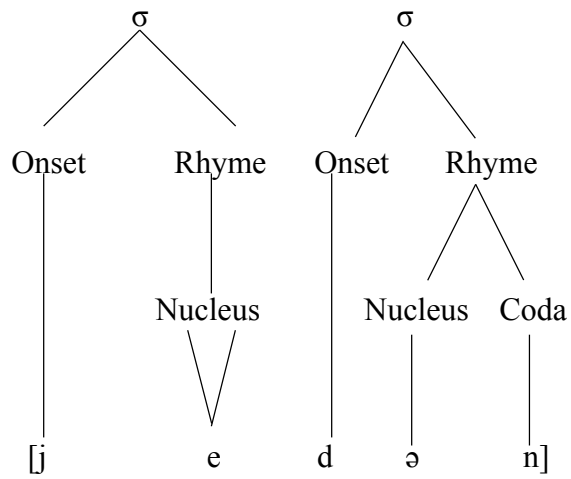 σ σ
Onset Rhyme Onset Rhyme
Nucleus Nucleus Coda
[j e d ə n]